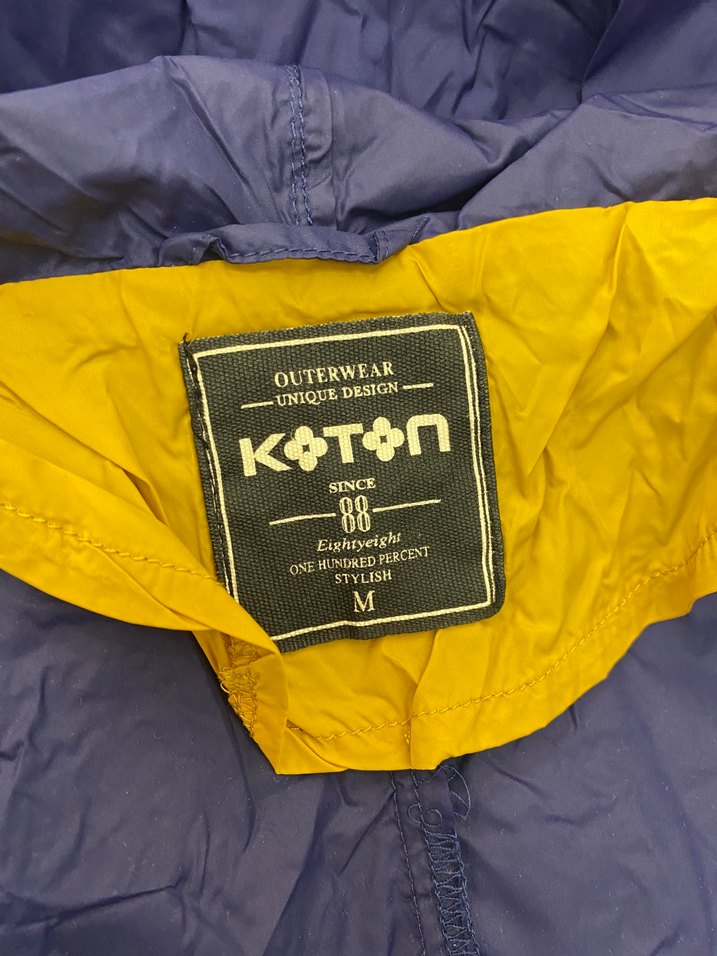 OUTERWEAR
UNIQUE DESIGN
KOTON
SINCE
88
Eightyeight
ONE HUNDRED PERCENT
STYLISH
M